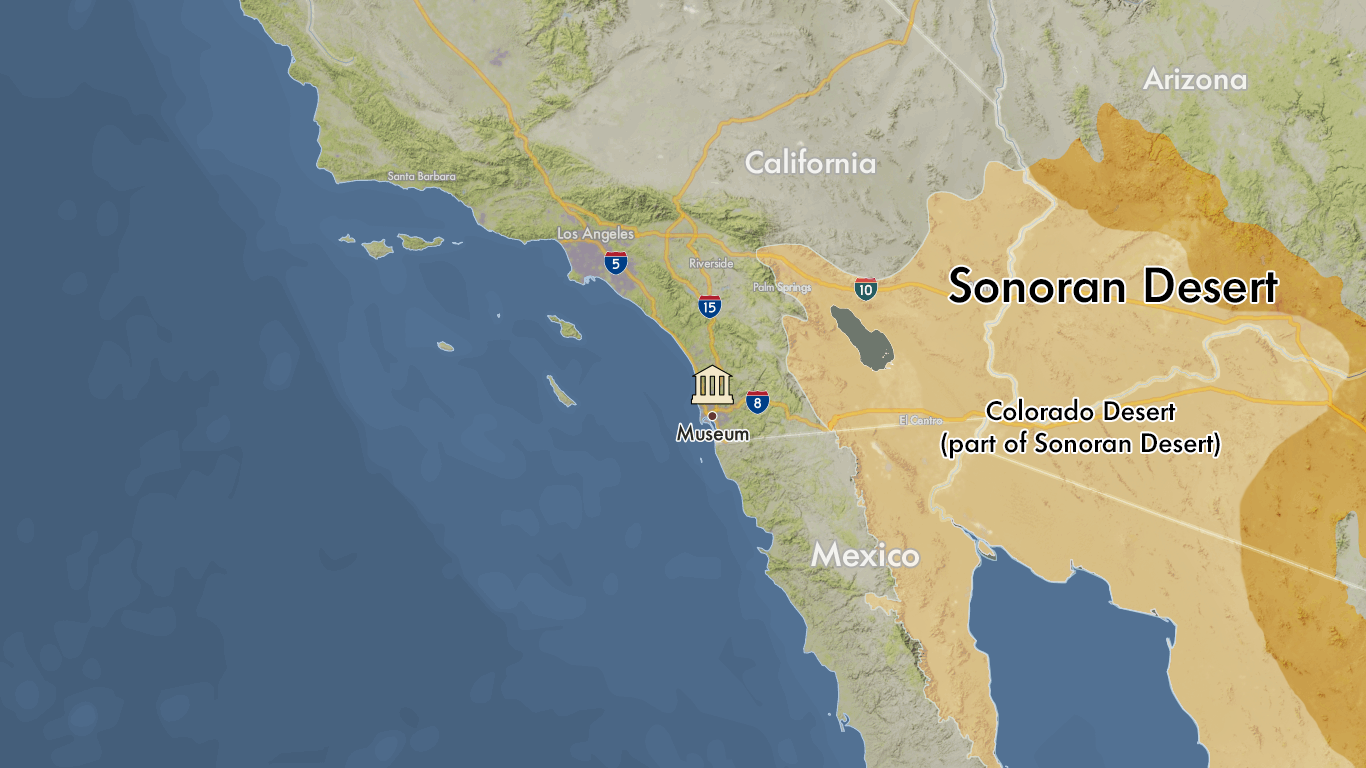 Arizona
California
Santa Barbara
Los Angeles
5
Riverside
Palm Springs
10
Sonoran Desert
15
8
El Centro
Colorado Desert
(part of Sonoran Desert)
Museum
Mexico